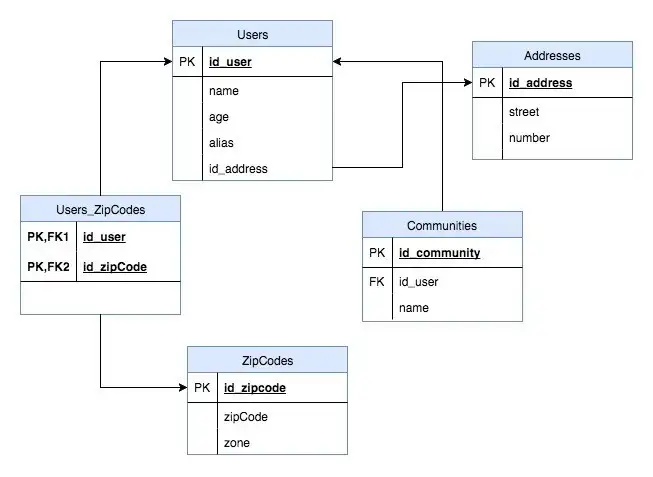 Users
PK id_user
name
age
alias
id_address
Addresses
PK id_address
street
number
Users_ZipCodes
PK,FK1 id_user
PK,FK2 id_zipCode
Communities
PK id_community
FK id_user
name
ZipCodes
PK id_zipcode
zipCode
zone